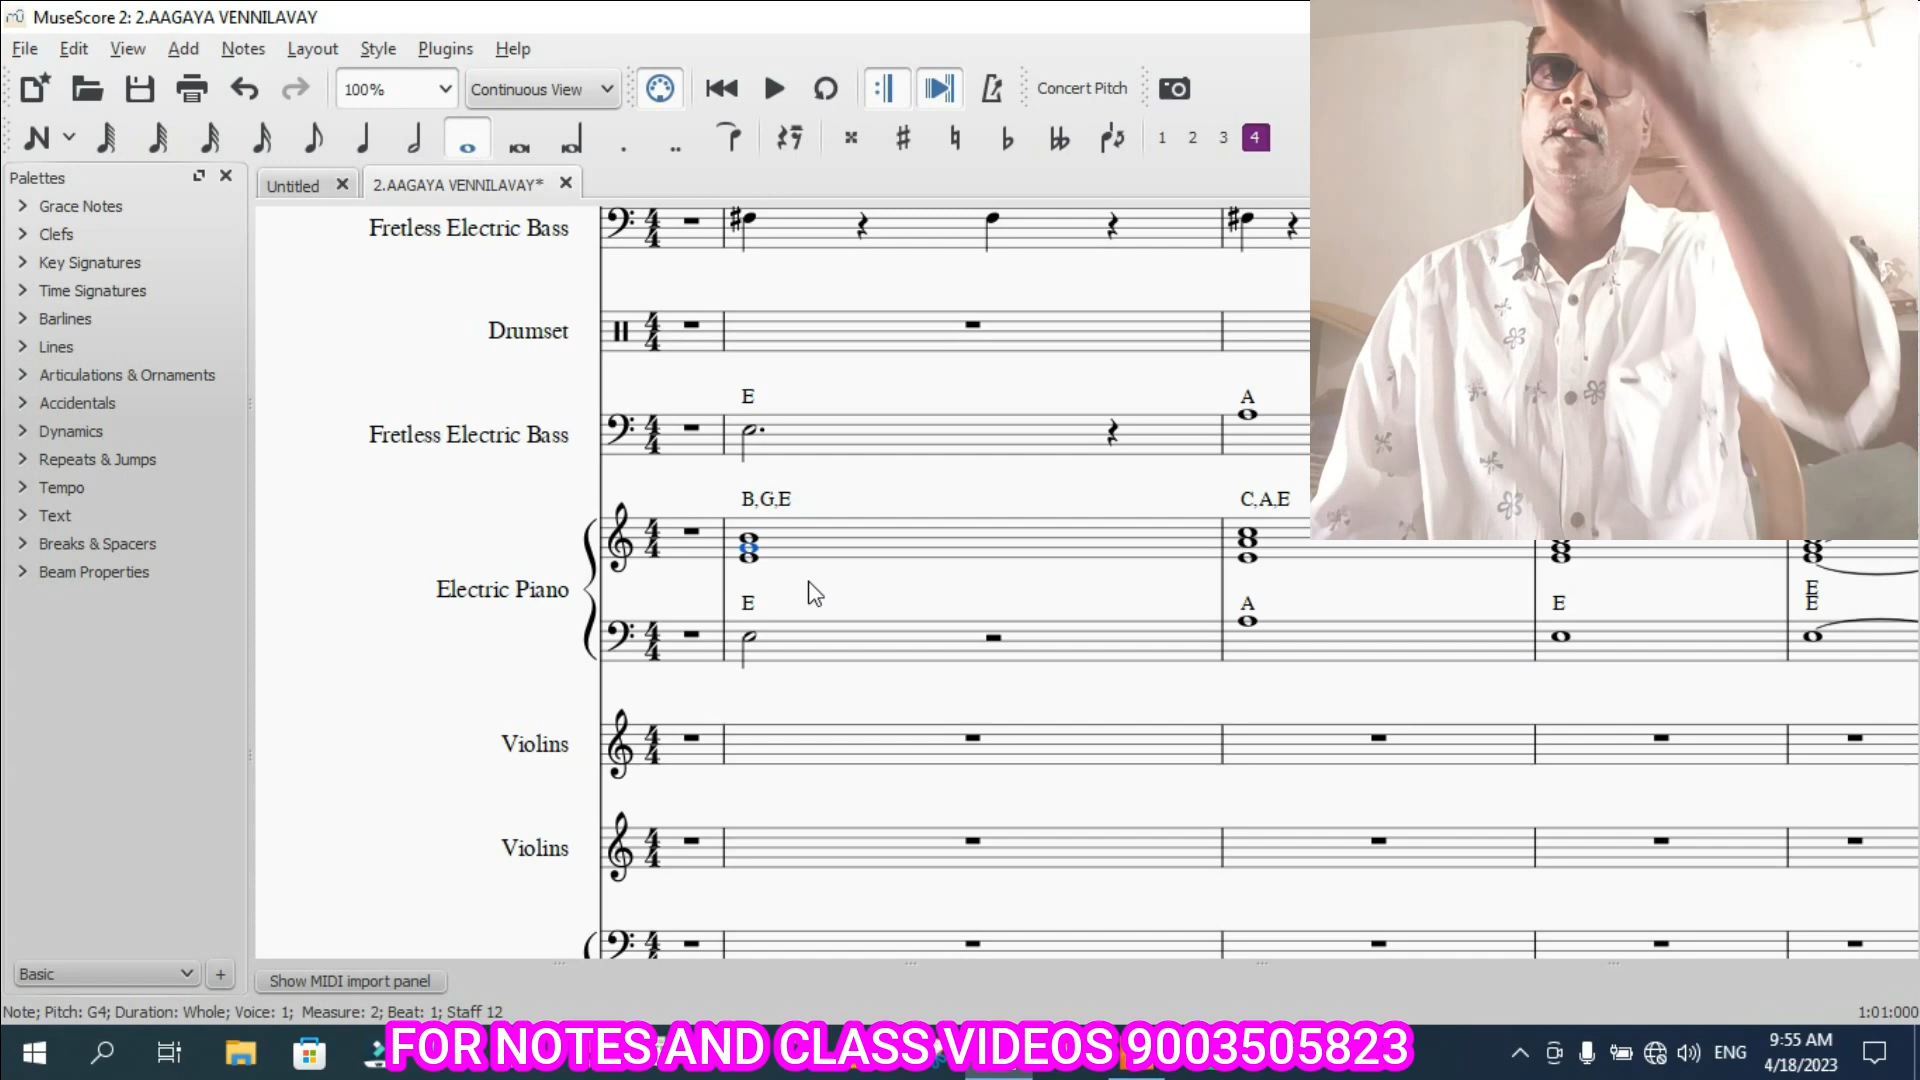 MuseScore 2: 2.AAGAYA VENNILAVAY
File Edit View Add Notes Layout Style Plugins Help
100% Continuous View Concert Pitch
1 2 3 4
Palettes
Untitled 2.AAGAYA VENNILAVAY*
Grace Notes
Clefs
Key Signatures
Time Signatures
Barlines
Lines
Articulations & Ornaments
Accidentals
Dynamics
Repeats & Jumps
Tempo
Text
Breaks & Spacers
Beam Properties
Fretless Electric Bass
Drumset
E A
Fretless Electric Bass
B,G,E C,A,E
Electric Piano
E
E A E E
Violins
Violins
Basic +
Show MIDI import panel
Note; Pitch: G4; Duration: Whole; Voice: 1; Measure: 2; Beat: 1; Staff 12
1:01:000
FOR NOTES AND CLASS VIDEOS 9003505823
ENG
9:55 AM
4/18/2023